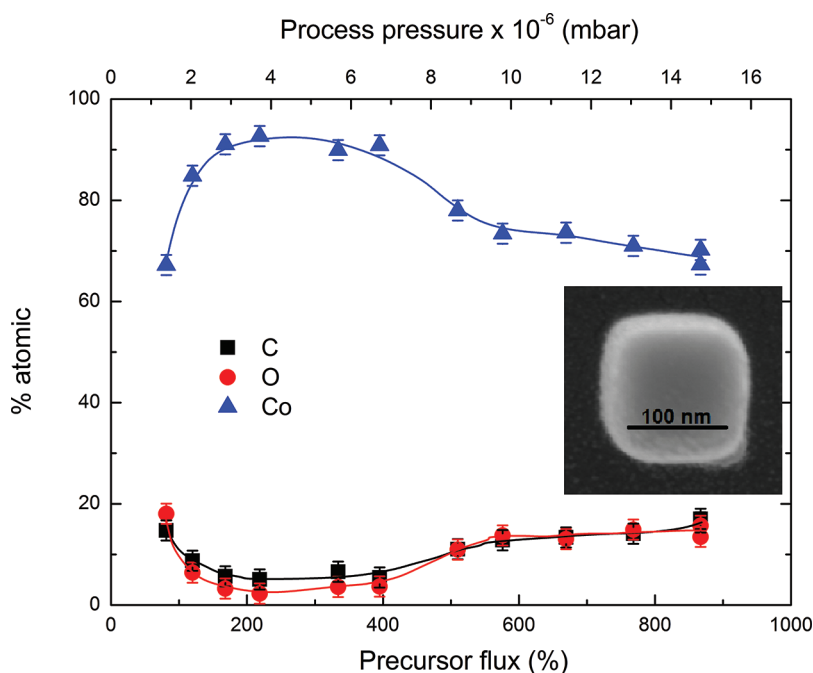 Process pressure x 10⁻⁶ (mbar)
0 2 4 6 8 10 12 14 16
100
80
60
40
20
0
% atomic
C
O
Co
100 nm
0 200 400 600 800 1000
Precursor flux (%)